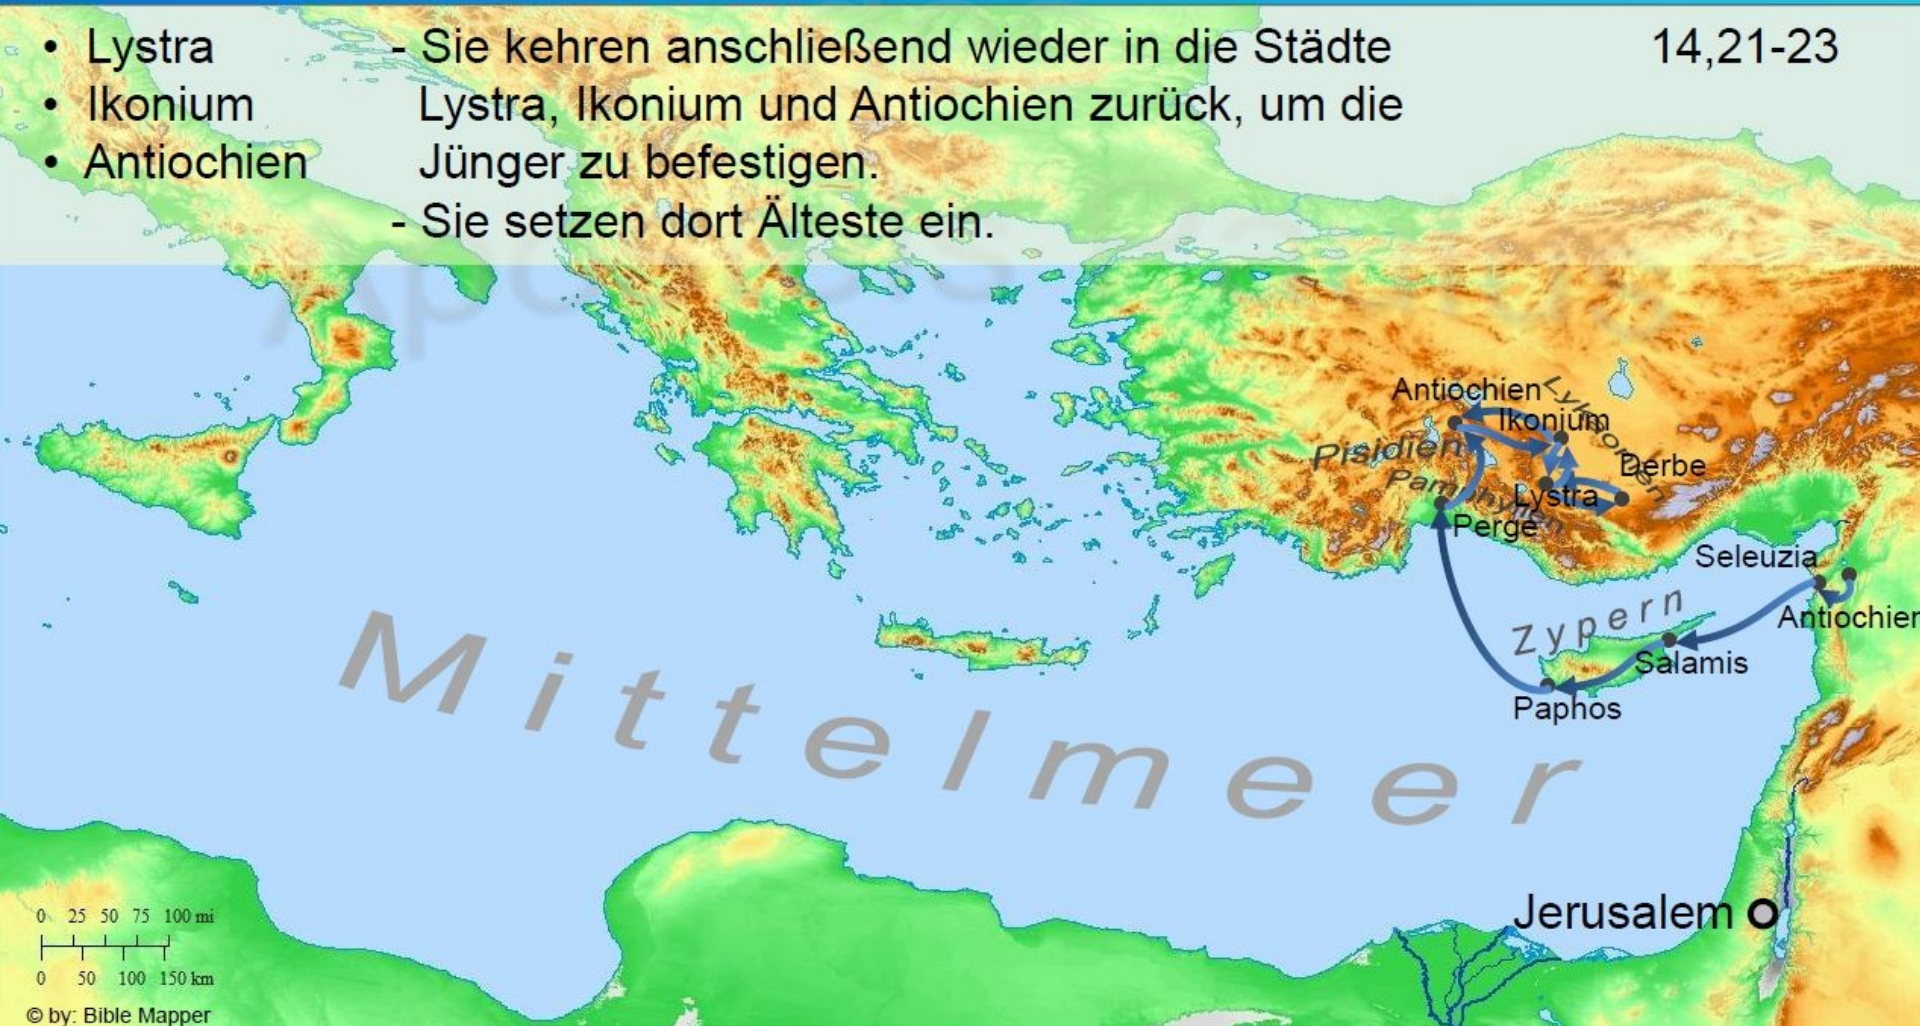 • Lystra - Sie kehren anschließend wieder in die Städte 14,21-23
• Ikonium Lystra, Ikonium und Antiochien zurück, um die
• Antiochien Jünger zu befestigen.
- Sie setzen dort Älteste ein.
Antiochien
Ikonium
Pisidien
Derbe
Lystra
Perge
Seleuzia
Antiochien
Zypern
Salamis
Paphos
Mittelmeer
Jerusalem
0 25 50 75 100 mi
0 50 100 150 km
© by: Bible Mapper